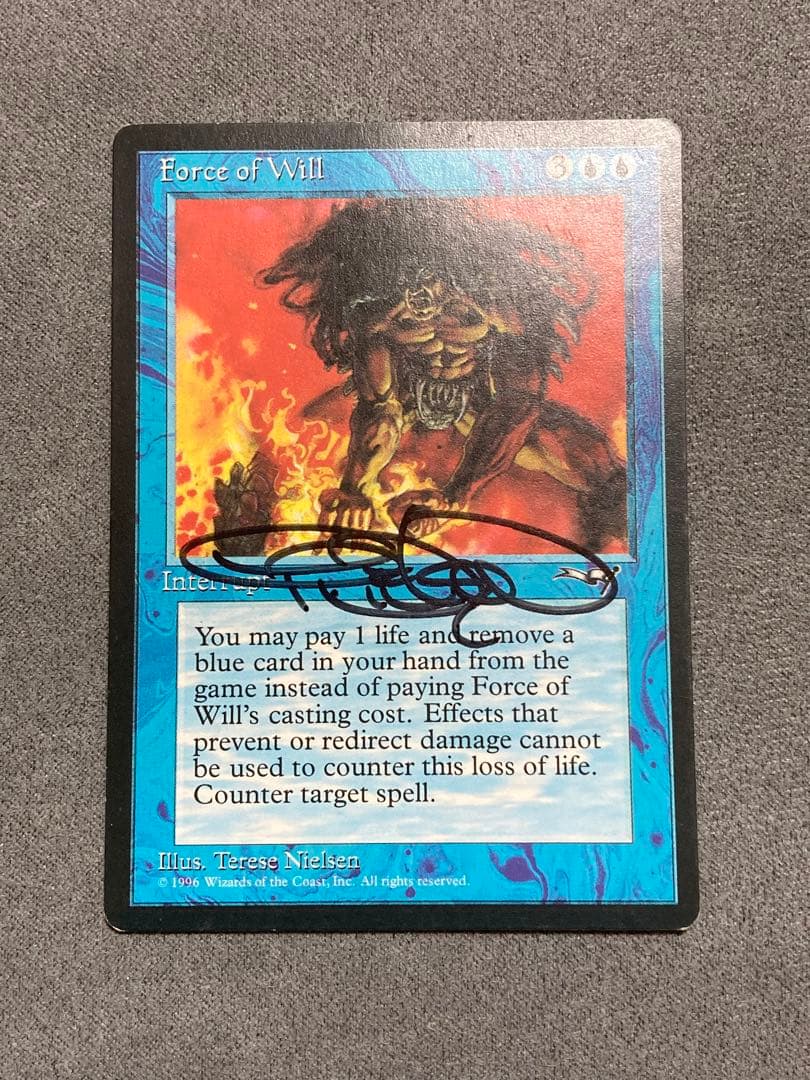 Force of Will 3
Interrupt
You may pay 1 life and remove a
blue card in your hand from the
game instead of paying Force of
Will's casting cost. Effects that
prevent or redirect damage cannot
be used to counter this loss of life.
Counter target spell.
Illus. Terese Nielsen
© 1996 Wizards of the Coast, Inc. All rights reserved.